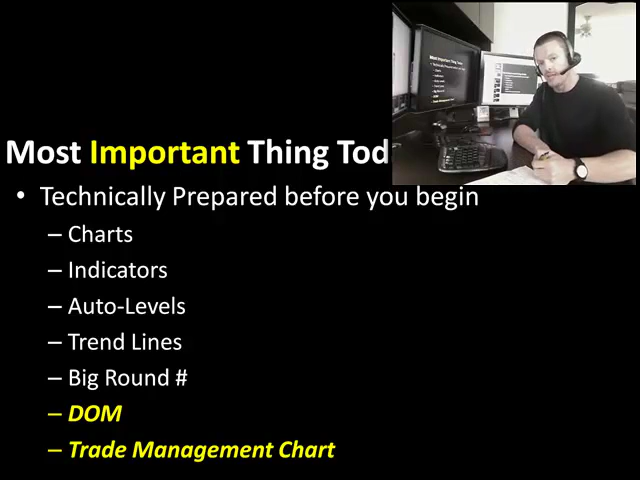 Most Important Thing Tod
• Technically Prepared before you begin
– Charts
– Indicators
– Auto-Levels
– Trend Lines
– Big Round #
– DOM
– Trade Management Chart